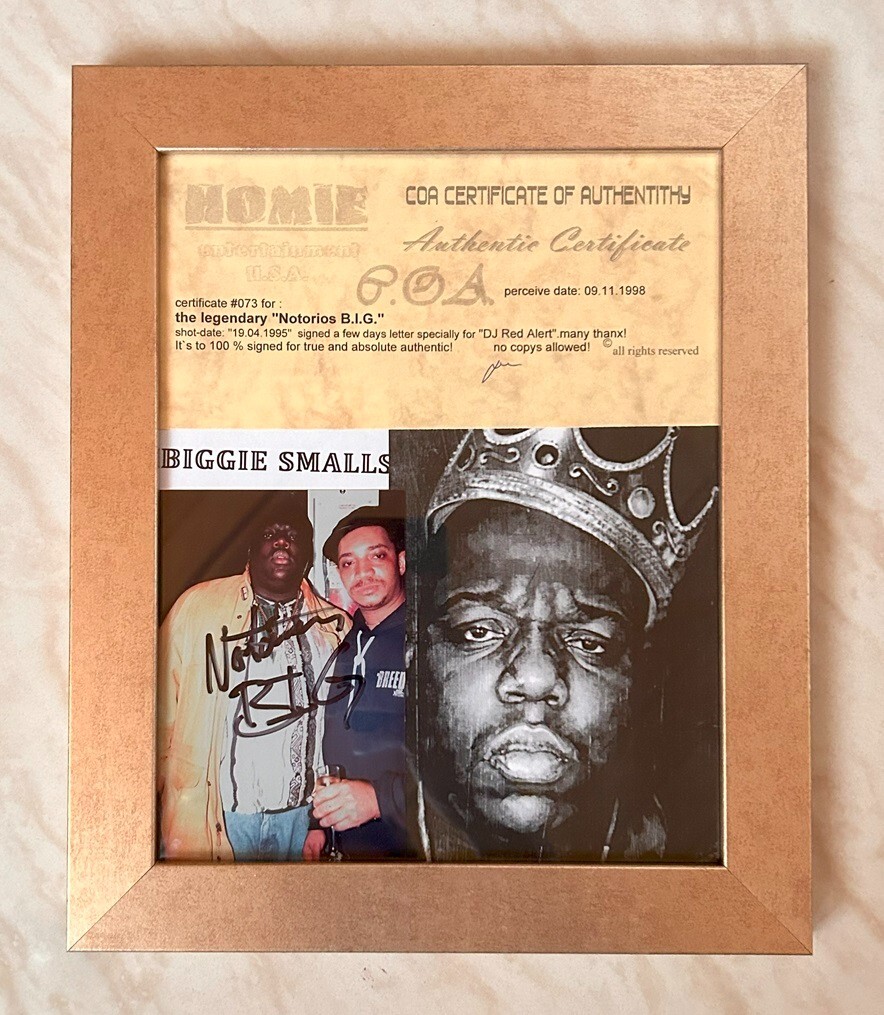 HOMIE
entertainment
U.S.A.
COA CERTIFICATE OF AUTHENTITHY
Authentic Certificate
C.O.A.
perceive date: 09.11.1998
certificate #073 for :
the legendary "Notorios B.I.G."
shot-date: "19.04.1995" signed a few days letter specially for "DJ Red Alert".many thanx!
It`s to 100 % signed for true and absolute authentic! no copys allowed! © all rights reserved
BIGGIE SMALLS
Notorious
B.I.G
BREED